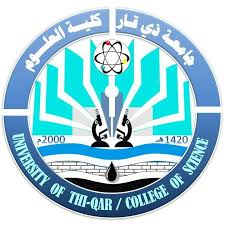 جامعة ذي قار / كلية العلوم
2000م
1420هـ
UNIVERSITY OF THI-QAR / COLLEGE OF SCIENCE